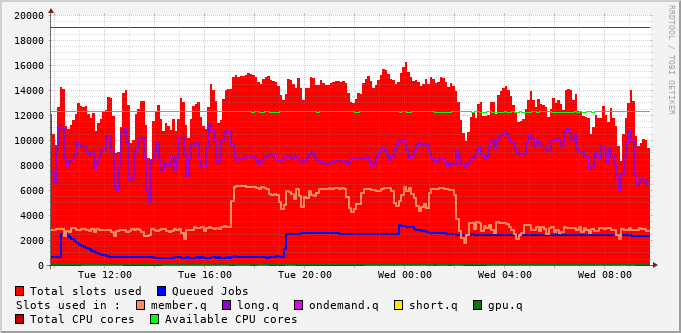 20000
18000
16000
14000
12000
10000
8000
6000
4000
2000
0
Tue 12:00 Tue 16:00 Tue 20:00 Wed 00:00 Wed 04:00 Wed 08:00
RRDTOOL / TOBI OETIKER
Total slots used Queued Jobs
Slots used in : member.q long.q ondemand.q short.q gpu.q
Total CPU cores Available CPU cores